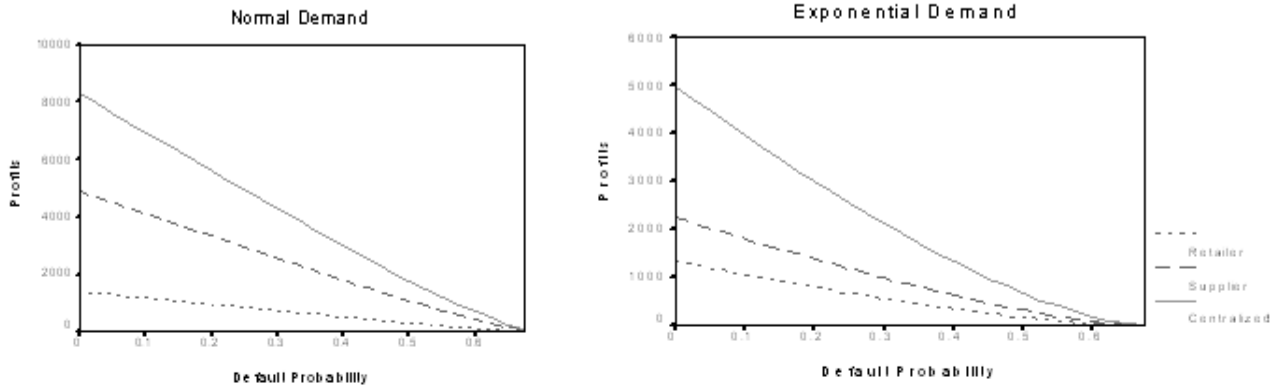 Normal Demand
10000
8000
6000
4000
2000
0
Profits
0 0.1 0.2 0.3 0.4 0.5 0.6
Default Probability
Exponential Demand
6000
5000
4000
3000
2000
1000
0
Profits
0 0.1 0.2 0.3 0.4 0.5 0.6
Default Probability
Retailer
Supplier
Centralized